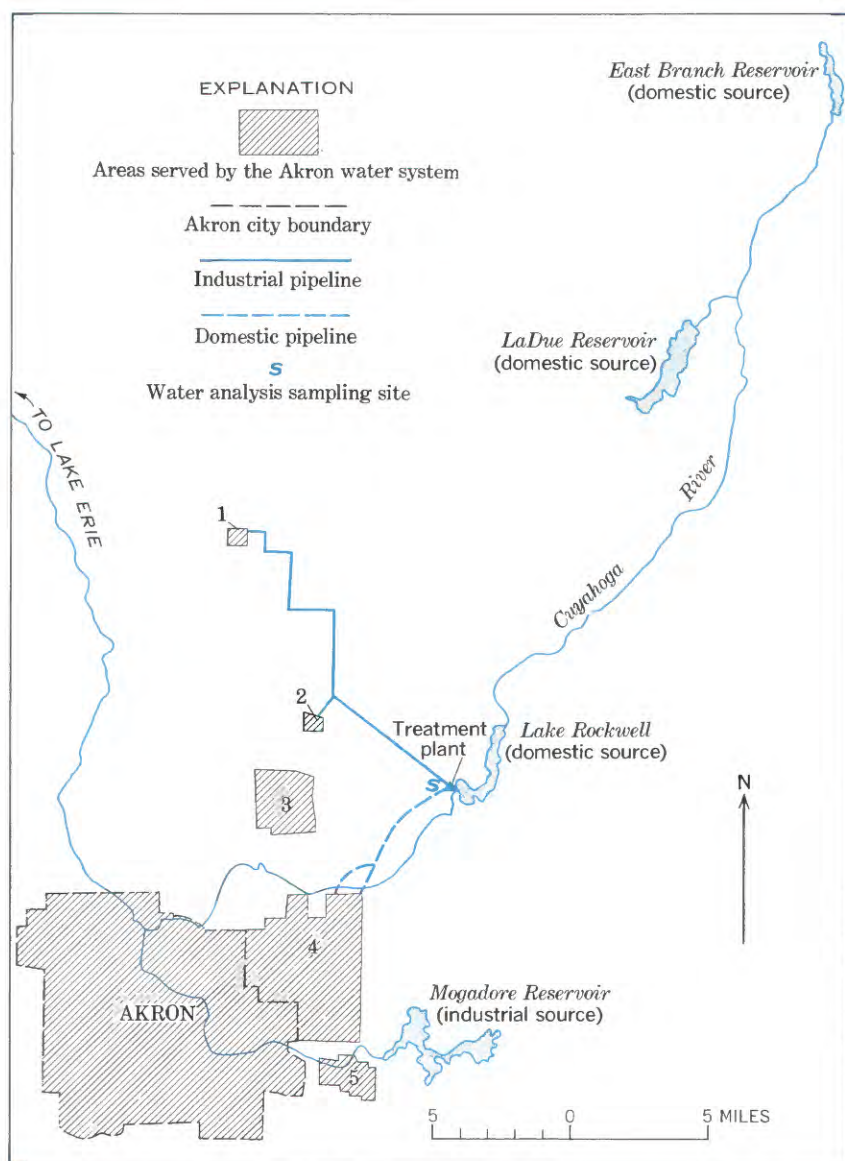 EXPLANATION
Areas served by the Akron water system
Akron city boundary
Industrial pipeline
Domestic pipeline
S
Water analysis sampling site
East Branch Reservoir
(domestic source)
LaDue Reservoir
(domestic source)
TO LAKE ERIE
Cuyahoga River
1
2
Treatment
plant
S
Lake Rockwell
(domestic source)
3
N
4
AKRON
Mogadore Reservoir
(industrial source)
5
5 0 5 MILES